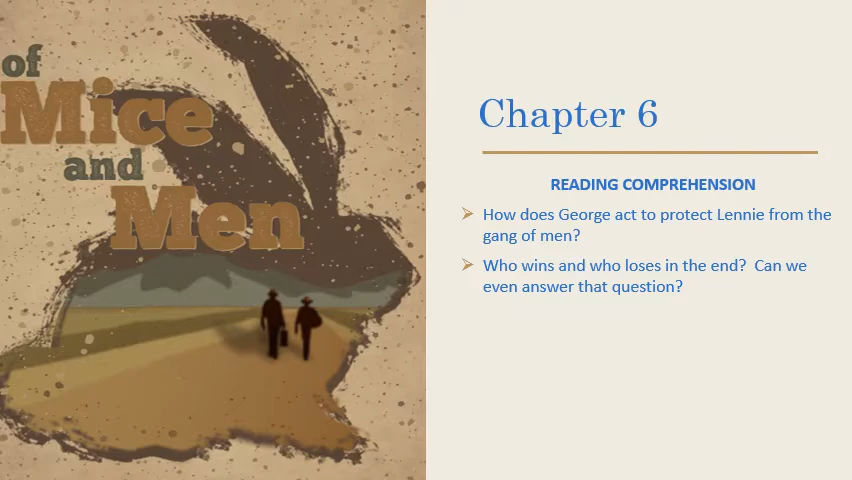 of
Mice
and
Men
Chapter 6
READING COMPREHENSION
➢ How does George act to protect Lennie from the
gang of men?
➢ Who wins and who loses in the end?  Can we
even answer that question?